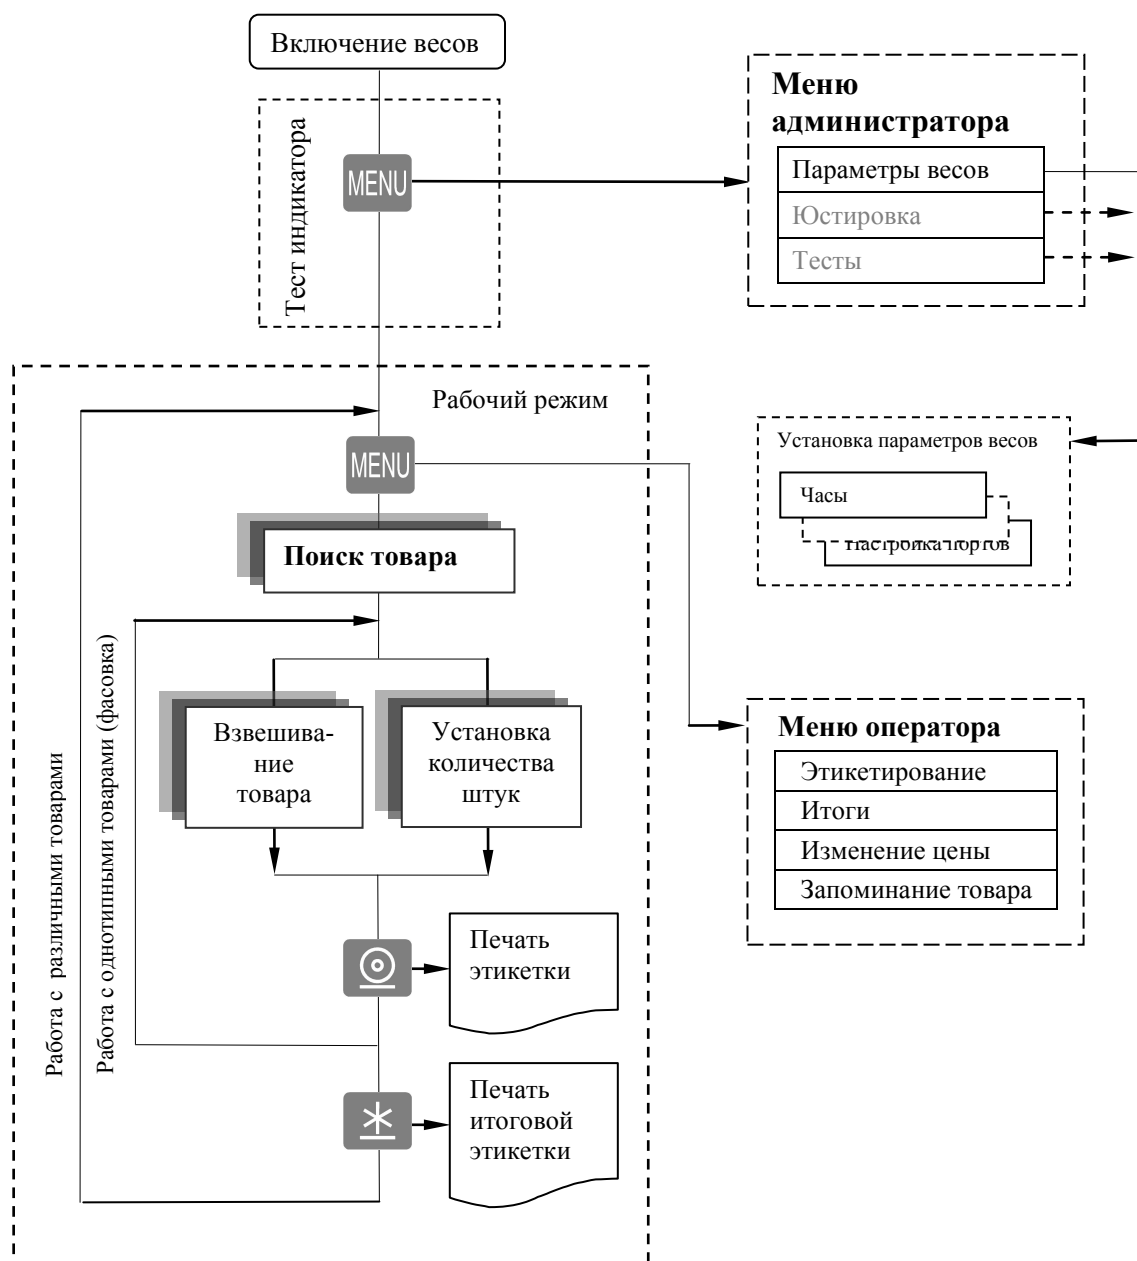 Включение весов
Тест индикатора
MENU
Меню
администратора
Параметры весов
Юстировка
Тесты
Рабочий режим
MENU
Установка параметров весов
Часы
Настройка портов
Поиск товара
Работа с различными товарами
Работа с однотипными товарами (фасовка)
Взвешива-
ние
товара
Установка
количества
штук
Меню оператора
Этикетирование
Итоги
Изменение цены
Запоминание товара
Печать
этикетки
Печать
итоговой
этикетки